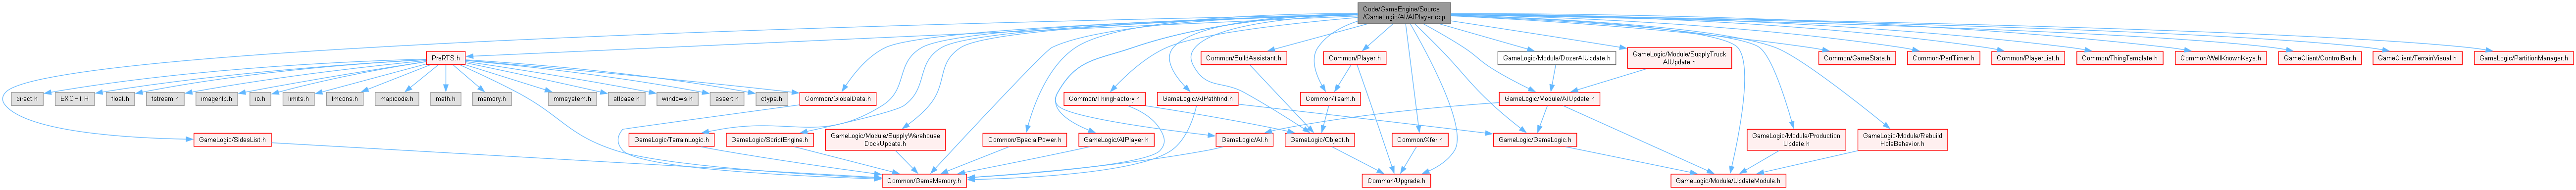 Code/GameEngine/Source
/GameLogic/AI/AIPlayer.cpp
PreRTS.h
Common/BuildAssistant.h
Common/Player.h
GameLogic/Module/DozerAIUpdate.h
GameLogic/Module/SupplyTruck
AIUpdate.h
Common/GameState.h
Common/PerfTimer.h
Common/PlayerList.h
Common/ThingTemplate.h
Common/WellKnownKeys.h
GameClient/ControlBar.h
GameClient/TerrainVisual.h
GameLogic/PartitionManager.h
direct.h
EXCPT.H
float.h
fstream.h
imagehlp.h
io.h
limits.h
lmcons.h
mapicode.h
math.h
memory.h
mmsystem.h
atlbase.h
windows.h
assert.h
ctype.h
Common/GlobalData.h
Common/ThingFactory.h
GameLogic/AIPathfind.h
Common/Team.h
GameLogic/Module/AIUpdate.h
GameLogic/SidesList.h
GameLogic/TerrainLogic.h
GameLogic/ScriptEngine.h
GameLogic/Module/SupplyWarehouse
DockUpdate.h
Common/SpecialPower.h
GameLogic/AIPlayer.h
GameLogic/AI.h
GameLogic/Object.h
Common/Xfer.h
GameLogic/GameLogic.h
GameLogic/Module/Production
Update.h
GameLogic/Module/Rebuild
HoleBehavior.h
Common/GameMemory.h
Common/Upgrade.h
GameLogic/Module/UpdateModule.h